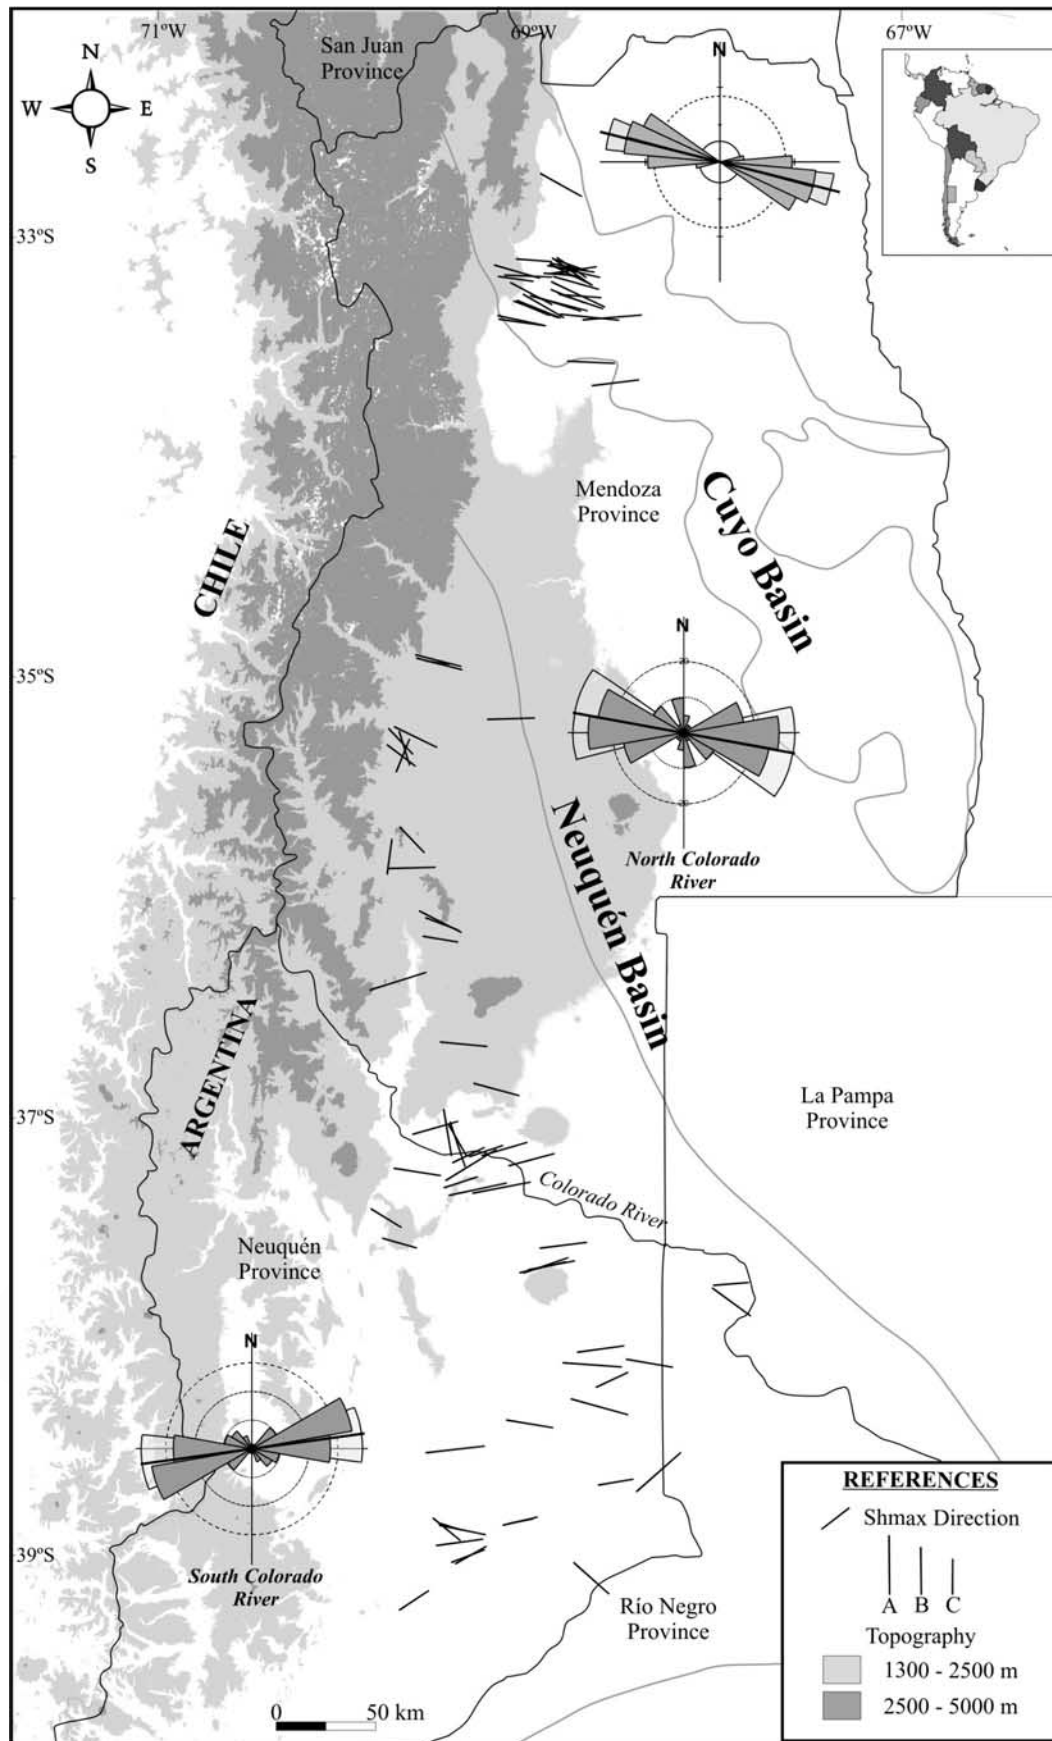 71ºW
69ºW
67ºW
San Juan
Province
N
W
E
S
N
33ºS
Mendoza
Province
Cuyo Basin
CHILE
35ºS
N
North Colorado
River
Neuquén Basin
ARGENTINA
La Pampa
Province
37ºS
Colorado River
Neuquén
Province
N
South Colorado
River
39ºS
Río Negro
Province
0
50 km
REFERENCES
Shmax Direction
A B C
Topography
1300 - 2500 m
2500 - 5000 m